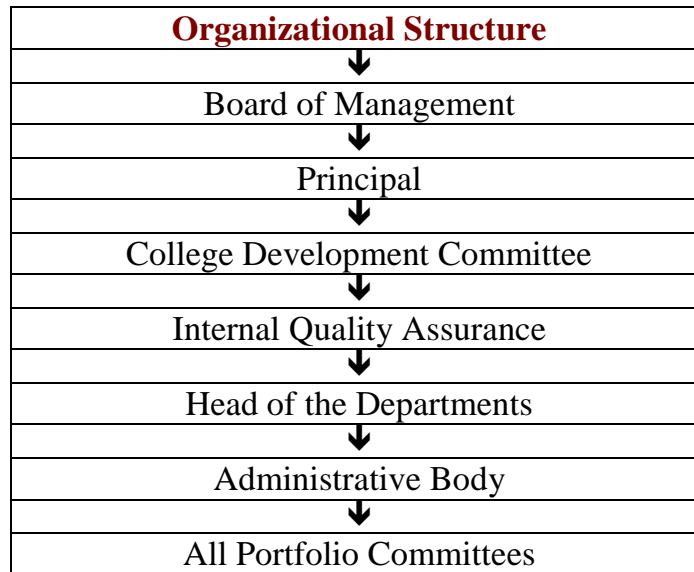 Organizational Structure
🡻
Board of Management
🡻
Principal
🡻
College Development Committee
🡻
Internal Quality Assurance
🡻
Head of the Departments
🡻
Administrative Body
🡻
All Portfolio Committees